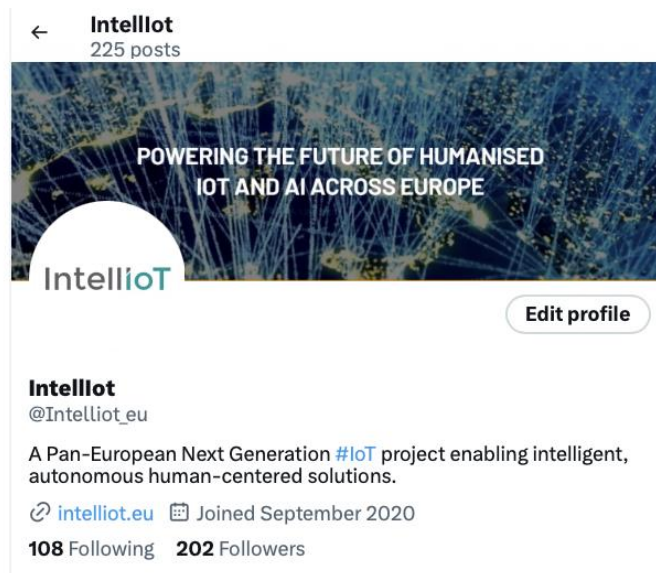 IntellIot
225 posts
POWERING THE FUTURE OF HUMANISED
IOT AND AI ACROSS EUROPE
IntellioT
Edit profile
IntellIot
@Intelliot_eu
A Pan-European Next Generation #IoT project enabling intelligent,
autonomous human-centered solutions.
intelliot.eu Joined September 2020
108 Following 202 Followers